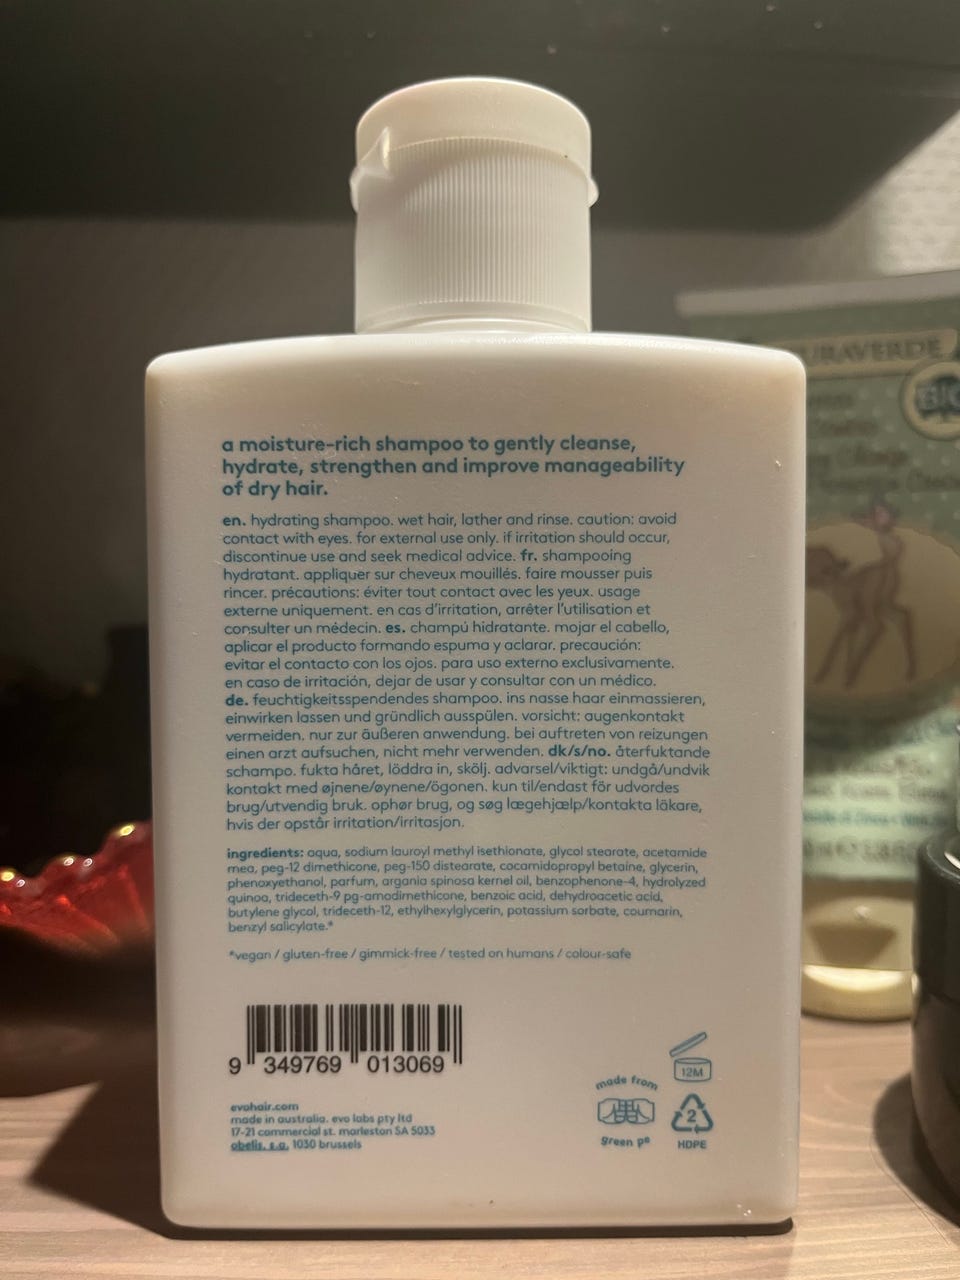 a moisture-rich shampoo to gently cleanse,
hydrate, strengthen and improve manageability
of dry hair.
en. hydrating shampoo. wet hair, lather and rinse. caution: avoid
contact with eyes. for external use only. if irritation should occur,
discontinue use and seek medical advice. fr. shampooing
hydratant. appliquer sur cheveux mouillés. faire mousser puis
rincer. précautions: éviter tout contact avec les yeux. usage
externe uniquement. en cas d'irritation, arrêter l'utilisation et
consulter un médecin. es. champú hidratante. mojar el cabello,
aplicar el producto formando espuma y aclarar. precaución:
evitar el contacto con los ojos. para uso externo exclusivamente.
en caso de irritación, dejar de usar y consultar con un médico.
de. feuchtigkeitsspendendes shampoo. ins nasse haar einmassieren,
einwirken lassen und gründlich ausspülen. vorsicht: augenkontakt
vermeiden. nur zur äußeren anwendung. bei auftreten von reizungen
einen arzt aufsuchen, nicht mehr verwenden. dk/s/no. återfuktande
schampo. fukta håret, löddra in, skölj. advarsel/viktigt: undgå/undvik
kontakt med øjnene/øynene/ögonen. kun til/endast för udvordes
brug/utvendig bruk. ophør brug, og søg lægehjælp/kontakta läkare,
hvis der opstår irritation/irritasjon.
ingredients: aqua, sodium lauroyl methyl isethionate, glycol stearate, acetamide
mea, peg-12 dimethicone, peg-150 distearate, cocamidopropyl betaine, glycerin,
phenoxyethanol, parfum, argania spinosa kernel oil, benzophenone-4, hydrolyzed
quinoa, trideceth-9 pg-amodimethicone, benzoic acid, dehydroacetic acid,
butylene glycol, trideceth-12, ethylhexylglycerin, potassium sorbate, coumarin,
benzyl salicylate.*
*vegan / gluten-free / gimmick-free / tested on humans / colour-safe
9 349769 013069
evohair.com
made in australia. evo labs pty ltd
17-21 commercial st. marleston SA 5033
obelis. s.a. 1030 brussels
12M
made from
green pe
2
HDPE
URAVERDE
BIO